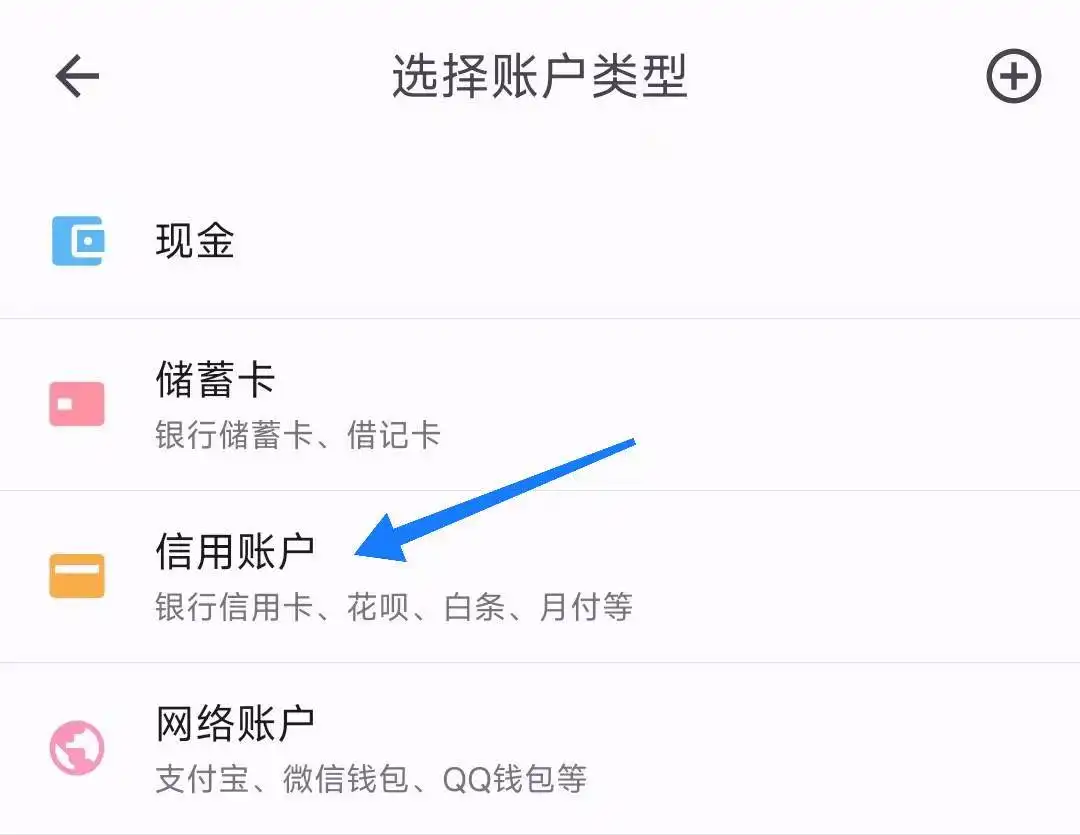 选择账户类型
现金
储蓄卡
银行储蓄卡、借记卡
信用账户
银行信用卡、花呗、白条、月付等
网络账户
支付宝、微信钱包、QQ钱包等